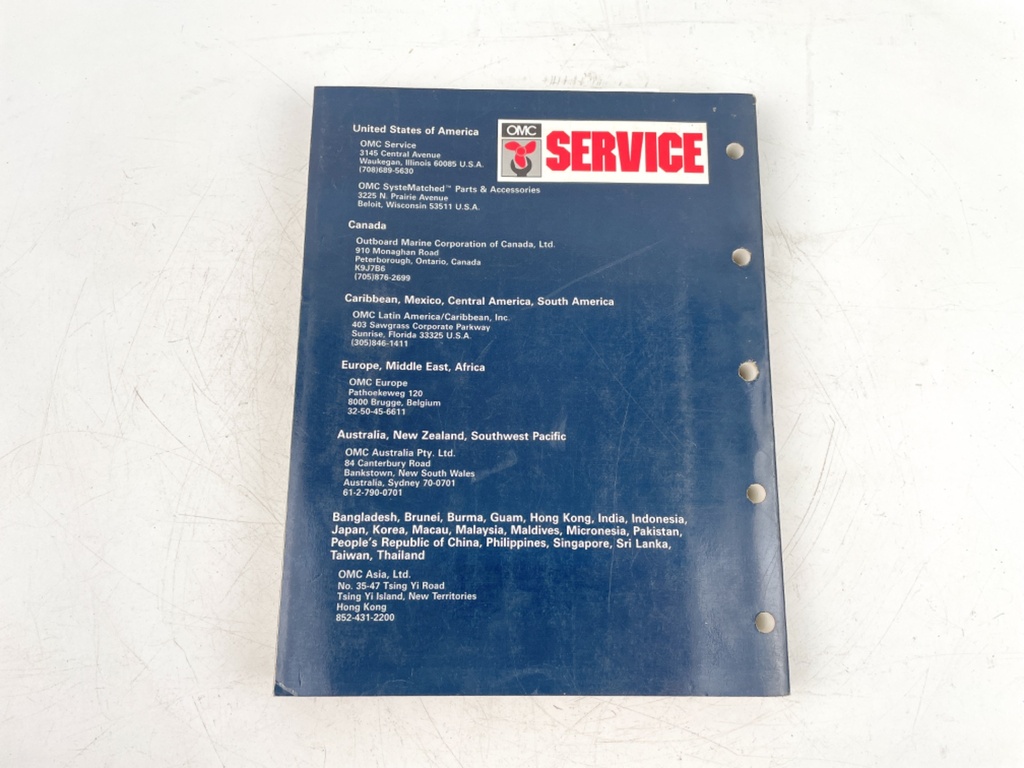 OMC
SERVICE
United States of America
OMC Service
3145 Central Avenue
Waukegan, Illinois 60085 U.S.A.
(708)689-5630
OMC SysteMatched™ Parts & Accessories
3225 N. Prairie Avenue
Beloit, Wisconsin 53511 U.S.A.
Canada
Outboard Marine Corporation of Canada, Ltd.
910 Monaghan Road
Peterborough, Ontario, Canada
K9J7B6
(705)876-2699
Caribbean, Mexico, Central America, South America
OMC Latin America/Caribbean, Inc.
403 Sawgrass Corporate Parkway
Sunrise, Florida 33325 U.S.A.
(305)846-1411
Europe, Middle East, Africa
OMC Europe
Pathoekeweg 120
8000 Brugge, Belgium
32-50-45-6611
Australia, New Zealand, Southwest Pacific
OMC Australia Pty. Ltd.
84 Canterbury Road
Bankstown, New South Wales
Australia, Sydney 70-0701
61-2-790-0701
Bangladesh, Brunei, Burma, Guam, Hong Kong, India, Indonesia,
Japan, Korea, Macau, Malaysia, Maldives, Micronesia, Pakistan,
People's Republic of China, Philippines, Singapore, Sri Lanka,
Taiwan, Thailand
OMC Asia, Ltd.
No. 35-47 Tsing Yi Road
Tsing Yi Island, New Territories
Hong Kong
852-431-2200